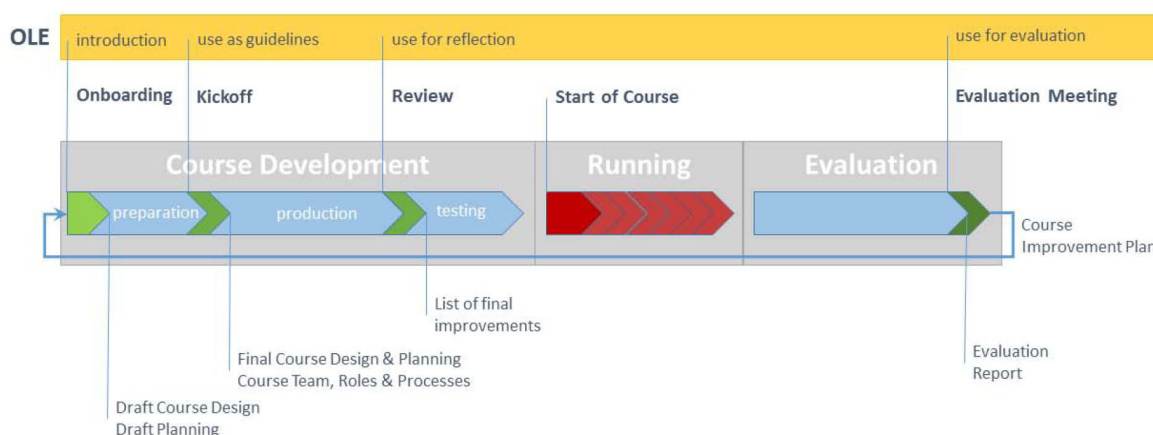 OLE
introduction
use as guidelines
use for reflection
use for evaluation
Onboarding
Kickoff
Review
Start of Course
Evaluation Meeting
Course Development
Running
Evaluation
preparation
production
testing
Course
Improvement Plan
List of final
improvements
Final Course Design & Planning
Course Team, Roles & Processes
Evaluation
Report
Draft Course Design
Draft Planning